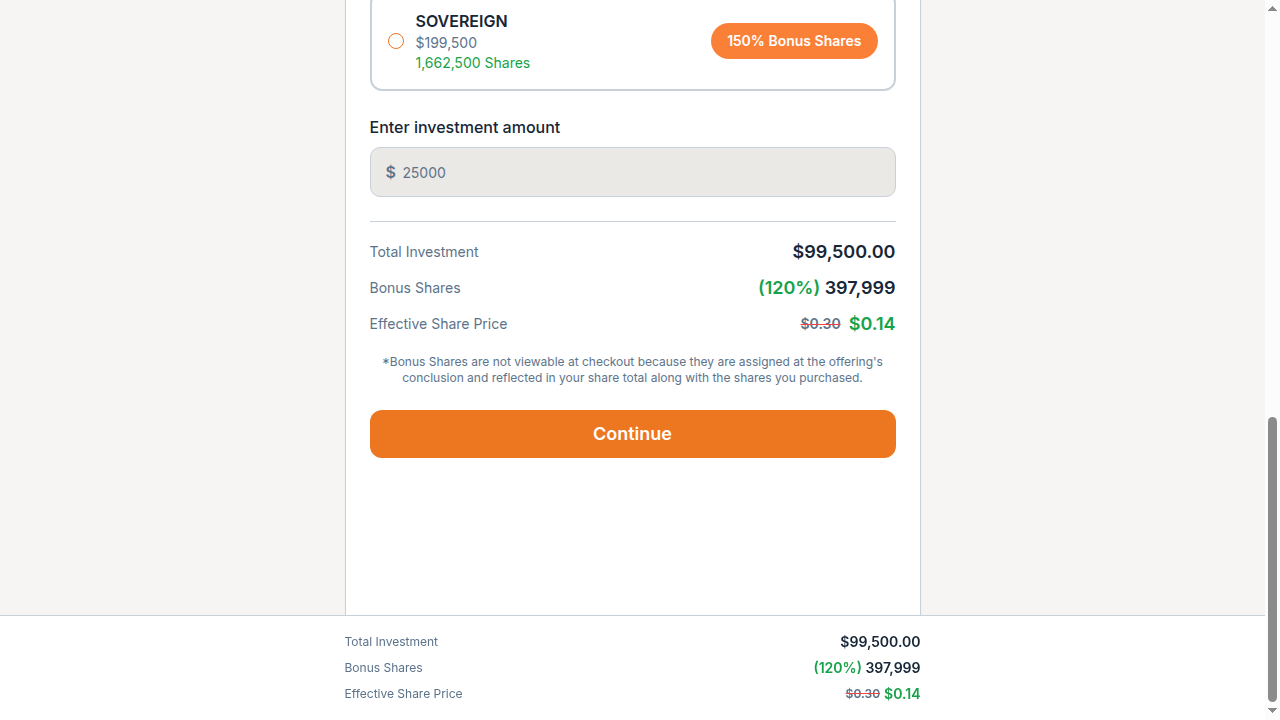 SOVEREIGN
$199,500
1,662,500 Shares
150% Bonus Shares
Enter investment amount
$ 25000
Total Investment $99,500.00
Bonus Shares (120%) 397,999
Effective Share Price $0.30 $0.14
*Bonus Shares are not viewable at checkout because they are assigned at the offering's
conclusion and reflected in your share total along with the shares you purchased.
Continue
Total Investment $99,500.00
Bonus Shares (120%) 397,999
Effective Share Price $0.30 $0.14